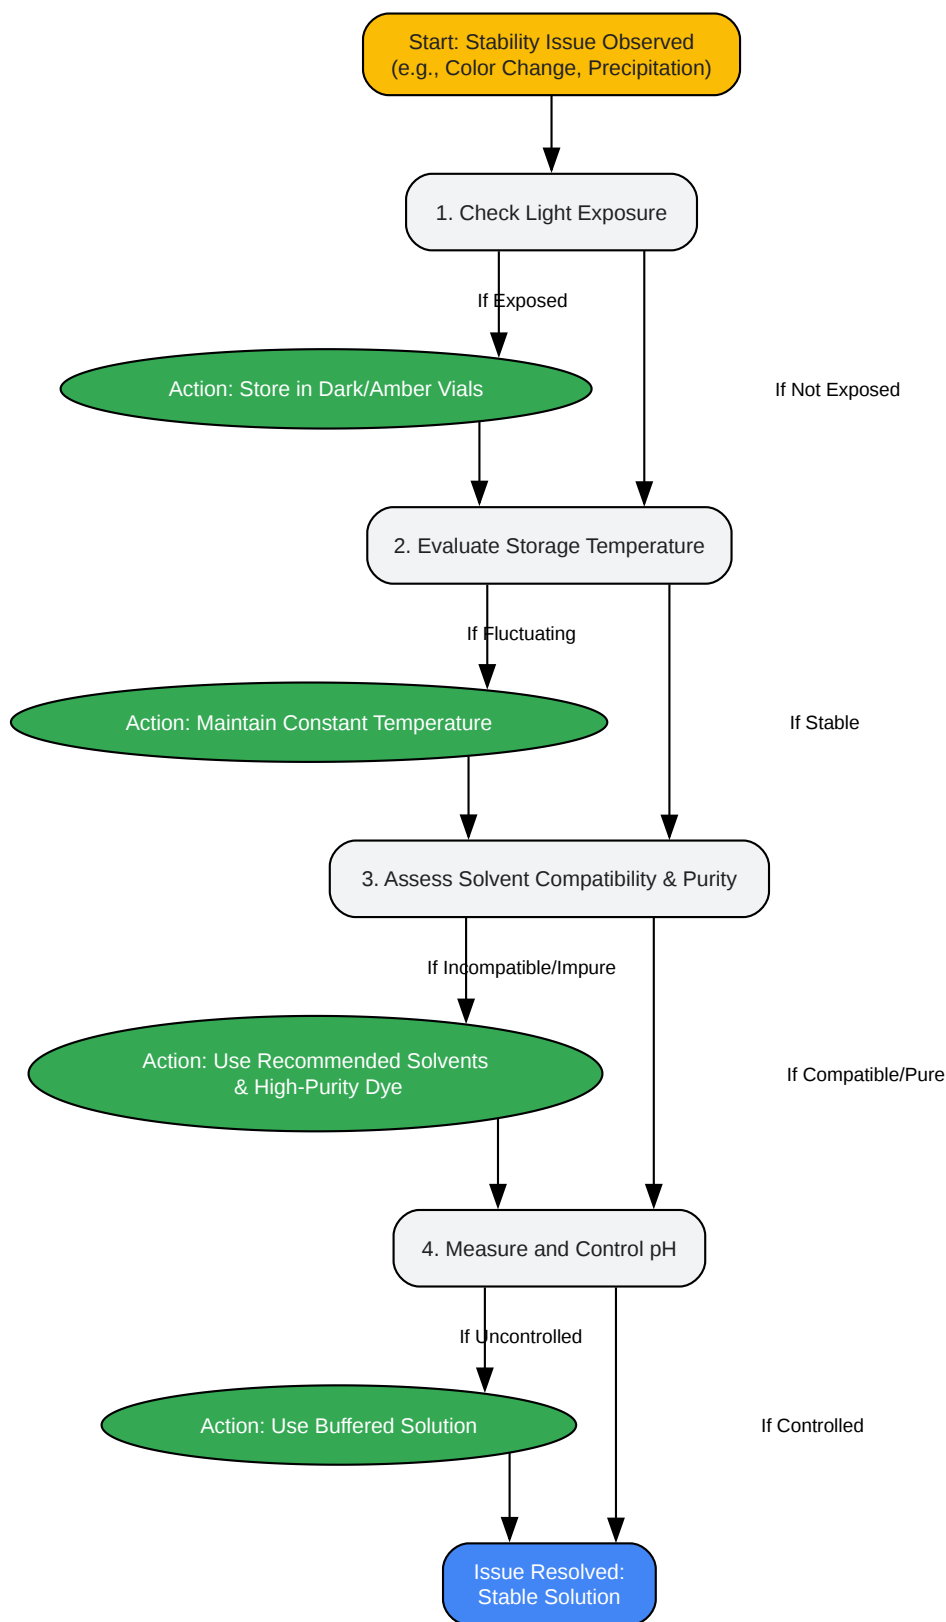 Start: Stability Issue Observed
(e.g., Color Change, Precipitation)
1. Check Light Exposure
If Exposed
Action: Store in Dark/Amber Vials
If Not Exposed
2. Evaluate Storage Temperature
If Fluctuating
Action: Maintain Constant Temperature
If Stable
3. Assess Solvent Compatibility & Purity
If Incompatible/Impure
Action: Use Recommended Solvents
& High-Purity Dye
If Compatible/Pure
4. Measure and Control pH
If Uncontrolled
Action: Use Buffered Solution
If Controlled
Issue Resolved:
Stable Solution